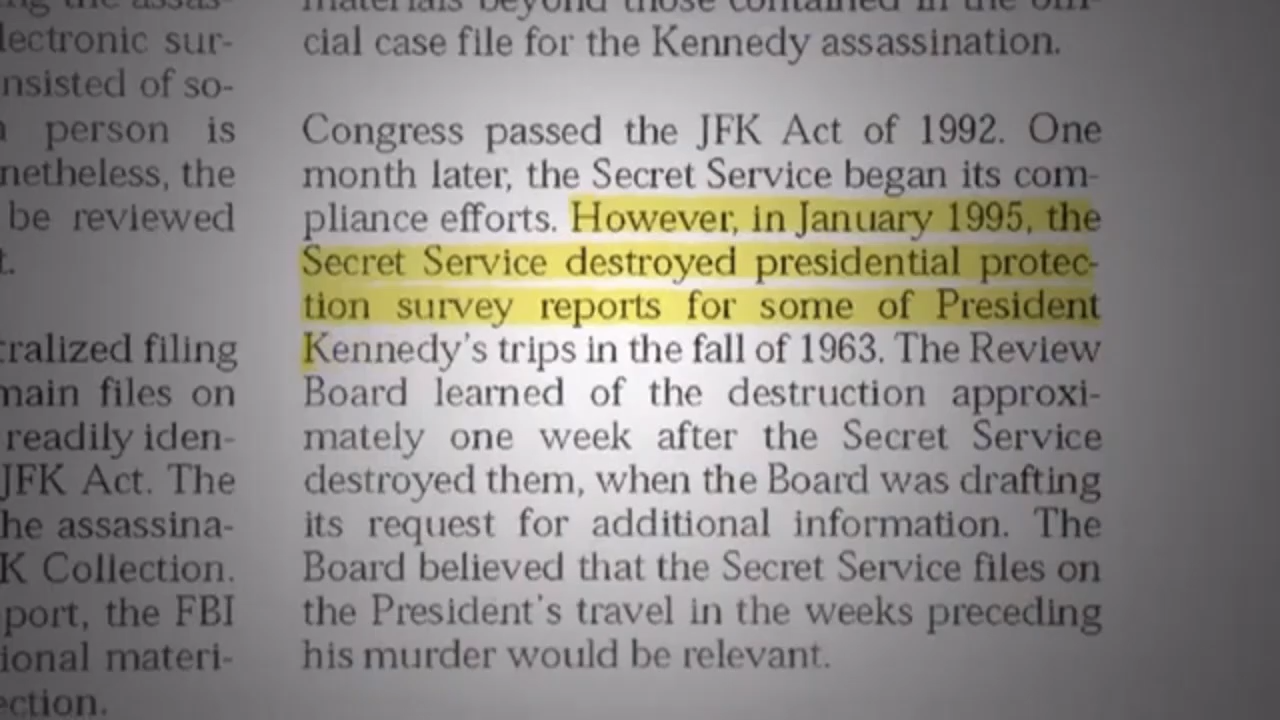 lectronic sur-
nsisted of so-
person is
netheless, the
be reviewed
t.
ralized filing
main files on
readily iden-
JFK Act. The
he assassina-
K Collection.
port, the FBI
ional materi-
ection.
materials beyond those contained in the offi-
cial case file for the Kennedy assassination.
Congress passed the JFK Act of 1992. One
month later, the Secret Service began its com-
pliance efforts. However, in January 1995, the
Secret Service destroyed presidential protec-
tion survey reports for some of President
Kennedy's trips in the fall of 1963. The Review
Board learned of the destruction approxi-
mately one week after the Secret Service
destroyed them, when the Board was drafting
its request for additional information. The
Board believed that the Secret Service files on
the President's travel in the weeks preceding
his murder would be relevant.